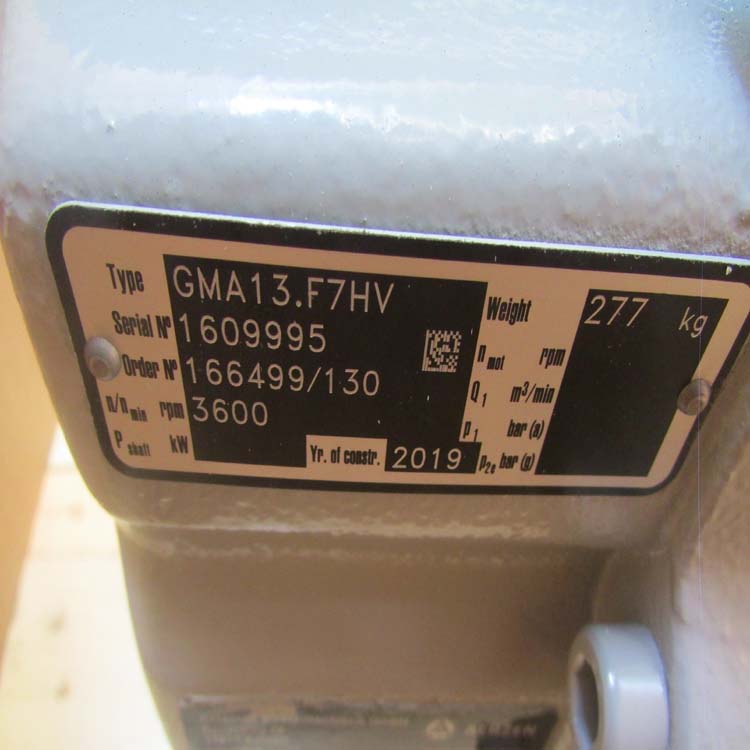 Type GMA13.F7HV
Serial Nº 1609995
Order Nº 166499/130
n/n min rpm 3600
P shaft kW
Yr. of constr. 2019
Weight 277 kg
n mot rpm
Q1 m³/min
p1 bar (g)
p2e bar (g)